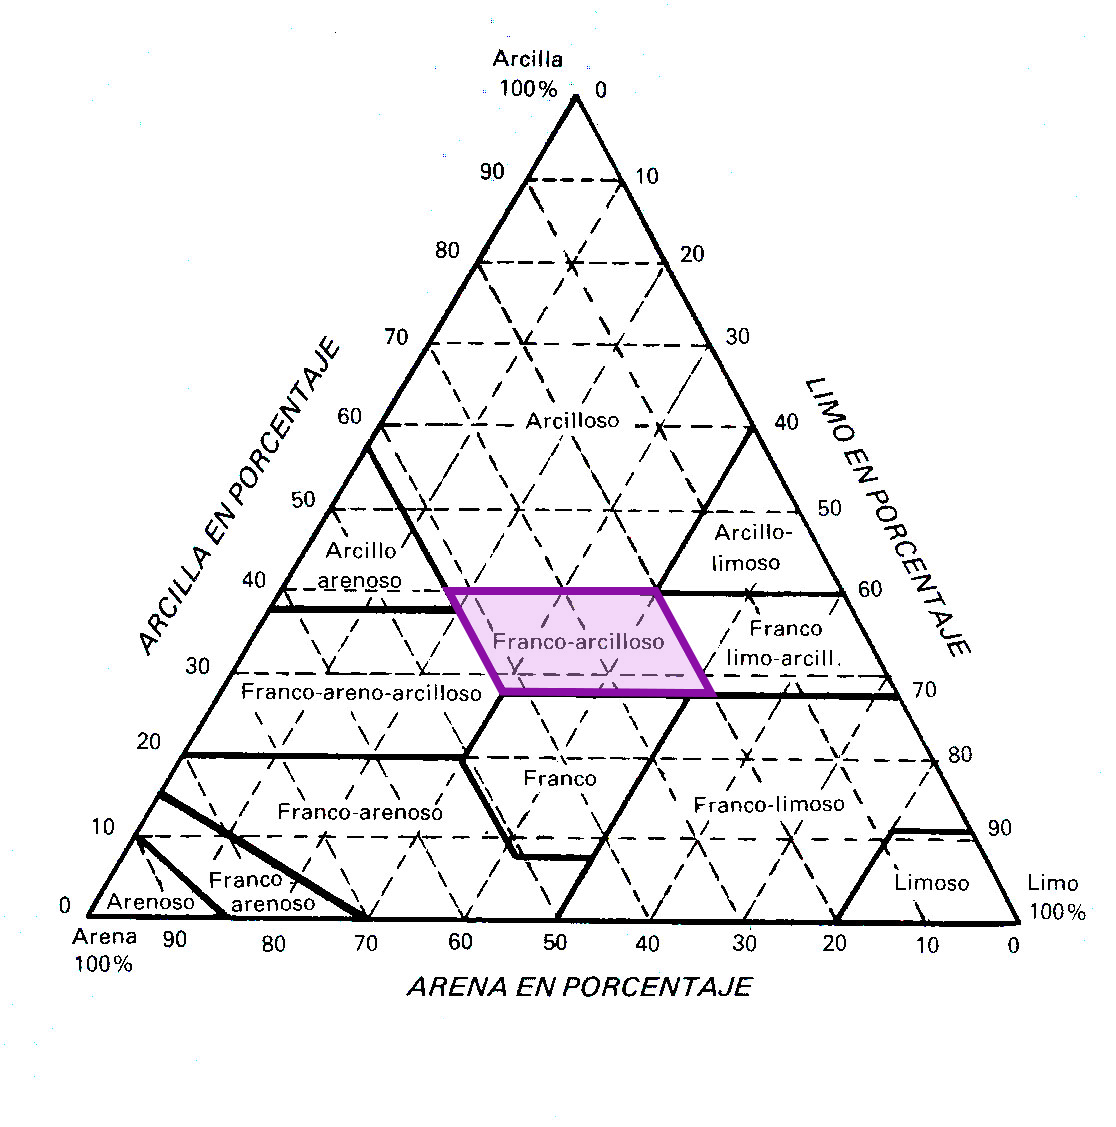 Arcilla
100% 0
90 10
80 20
70 30
60 40
Arcilloso
50 50
Arcillo
arenoso
Arcillo-
limoso
40 60
Franco-arcilloso
Franco
limo-arcill.
30 70
Franco-areno-arcilloso
20 80
Franco
Franco-arenoso
Franco-limoso
10 90
Franco
arenoso
Arenoso
Limoso
0
Limo
100%
Arena
100%
90 80 70 60 50 40 30 20 10 0
ARCILLA EN PORCENTAJE
LIMO EN PORCENTAJE
ARENA EN PORCENTAJE